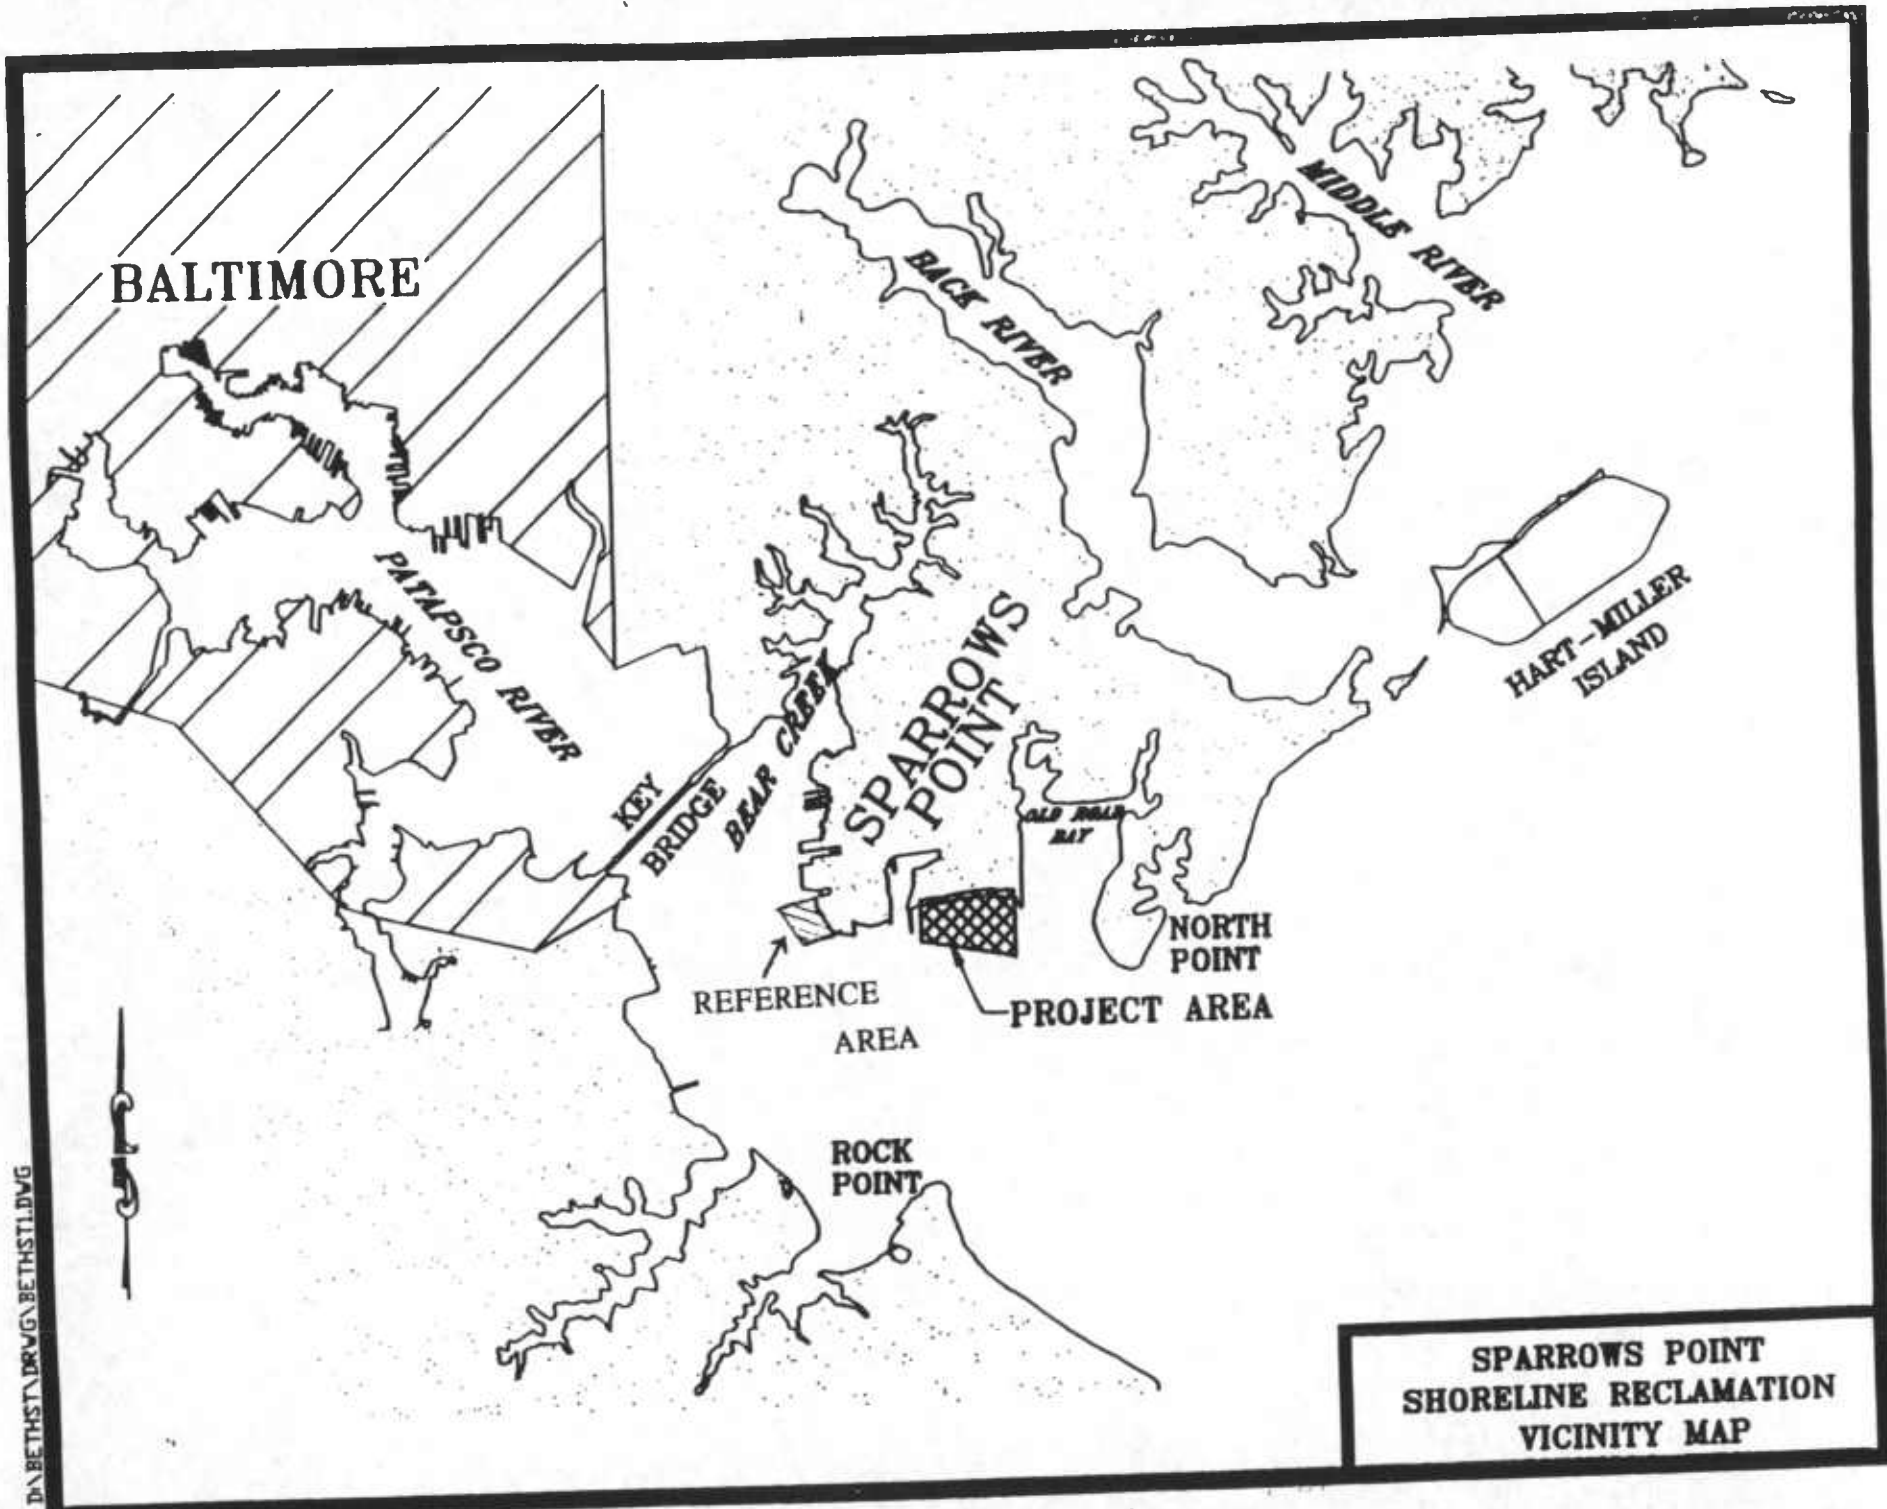 BALTIMORE
MIDDLE RIVER
BACK RIVER
PATAPSCO RIVER
HART-MILLER
ISLAND
SPARROWS
POINT
BEAR CREEK
KEY
BRIDGE
OLD ROAD
BAY
NORTH
POINT
REFERENCE
AREA
PROJECT AREA
ROCK
POINT
D:\BETHST\DRWG\BETHST1.DWG
SPARROWS POINT
SHORELINE RECLAMATION
VICINITY MAP